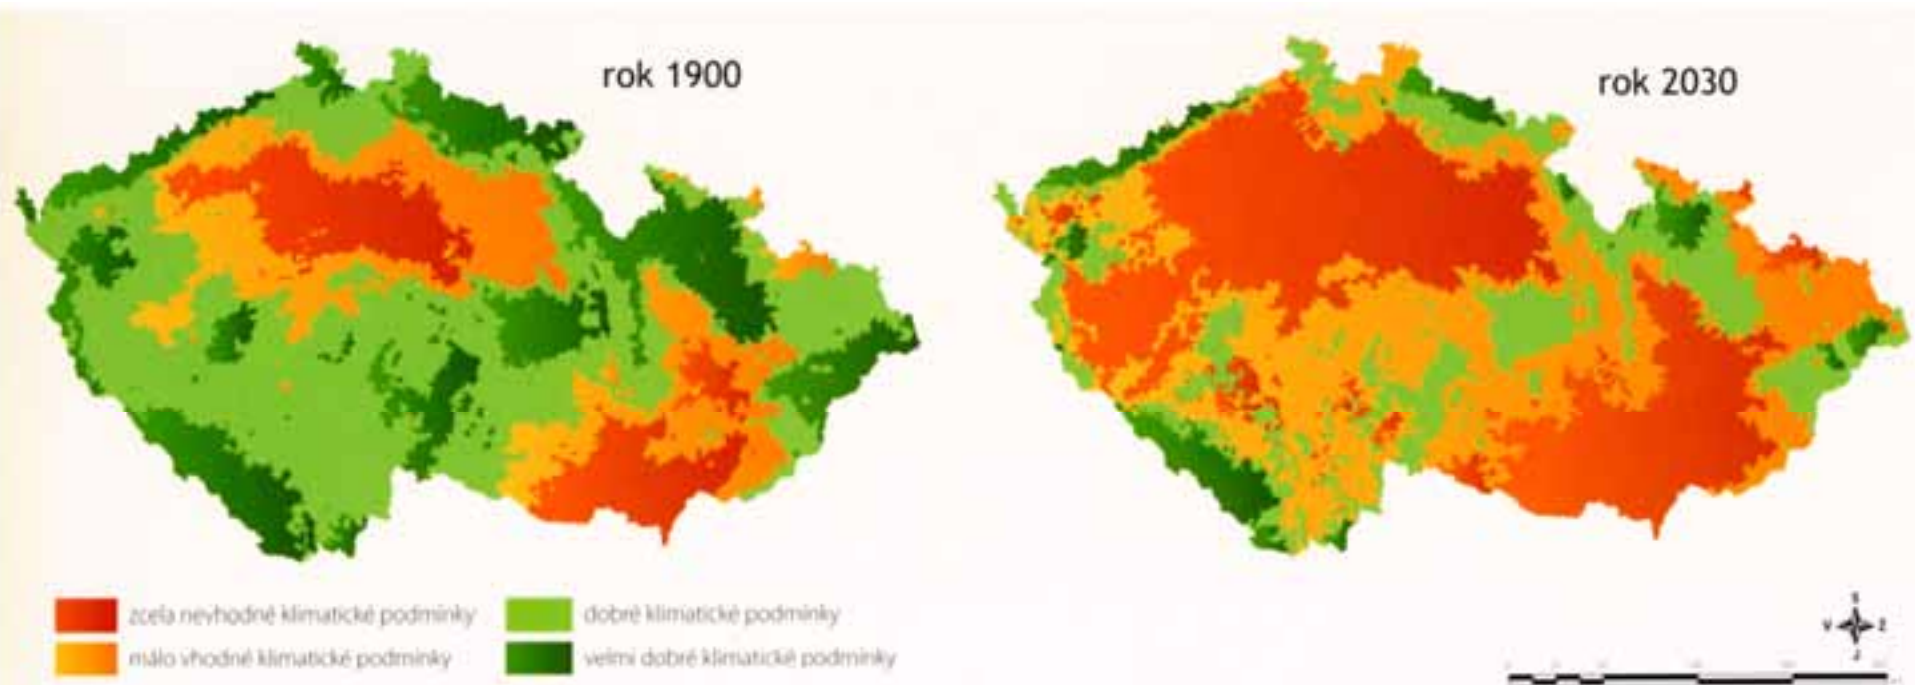 rok 1900
rok 2030
zcela nevhodné klimatické podmínky
málo vhodné klimatické podmínky
dobré klimatické podmínky
velmi dobré klimatické podmínky
S
V Z
J